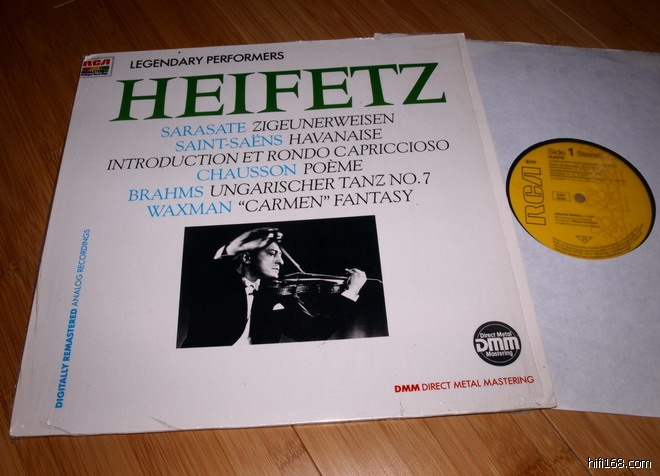 RCA
LEGENDARY PERFORMERS
HEIFETZ
SARASATE ZIGEUNERWEISEN
SAINT-SAËNS HAVANAISE
INTRODUCTION ET RONDO CAPRICCIOSO
CHAUSSON POÈME
BRAHMS UNGARISCHER TANZ NO. 7
WAXMAN “CARMEN” FANTASY
DIGITALLY REMASTERED ANALOG RECORDINGS
Direct Metal
DMM
Mastering
DMM DIRECT METAL MASTERING
Side 1 Stereo
RCA
hifi168.com